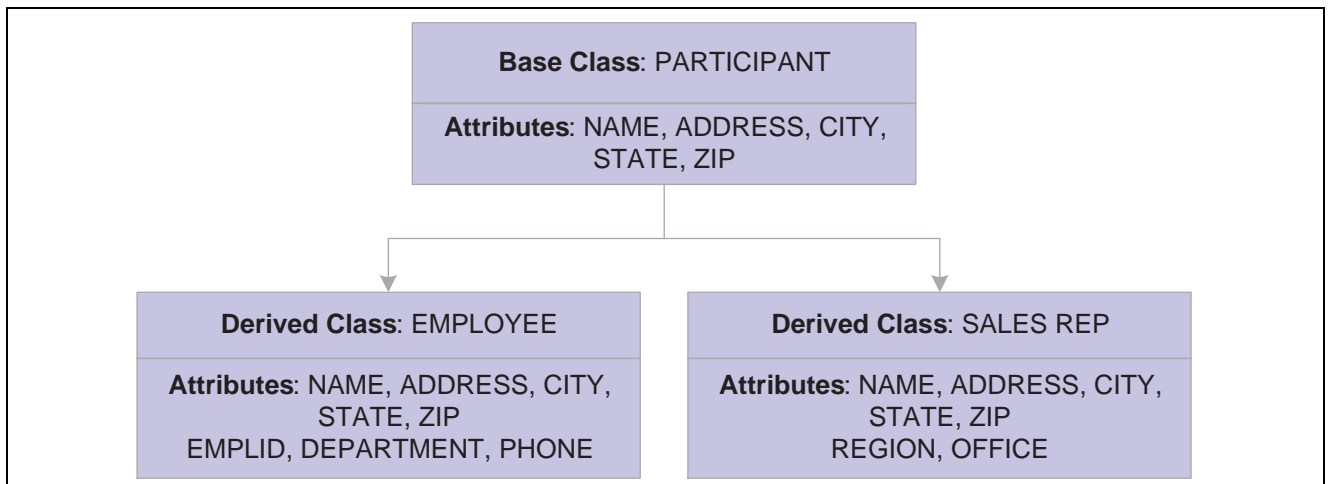 Base Class: PARTICIPANT
Attributes: NAME, ADDRESS, CITY,
STATE, ZIP
Derived Class: EMPLOYEE
Attributes: NAME, ADDRESS, CITY,
STATE, ZIP
EMPLID, DEPARTMENT, PHONE
Derived Class: SALES REP
Attributes: NAME, ADDRESS, CITY,
STATE, ZIP
REGION, OFFICE